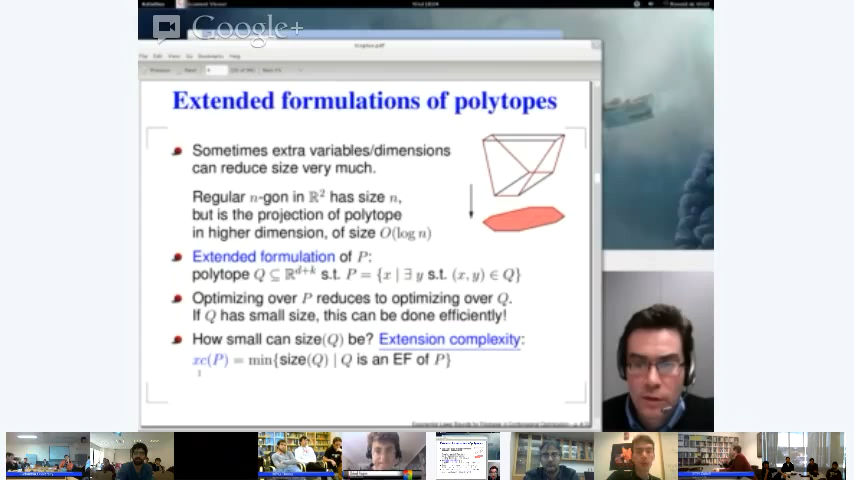 Google+
Extended formulations of polytopes
Sometimes extra variables/dimensions
can reduce size very much.
Regular n-gon in ℝ² has size n,
but is the projection of polytope
in higher dimension, of size O(log n)
Extended formulation of P:
polytope Q ⊆ ℝᵈ⁺ᵏ s.t. P = {x | ∃ y s.t. (x, y) ∈ Q}
Optimizing over P reduces to optimizing over Q.
If Q has small size, this can be done efficiently!
How small can size(Q) be? Extension complexity:
xc(P) = min{size(Q) | Q is an EF of P}